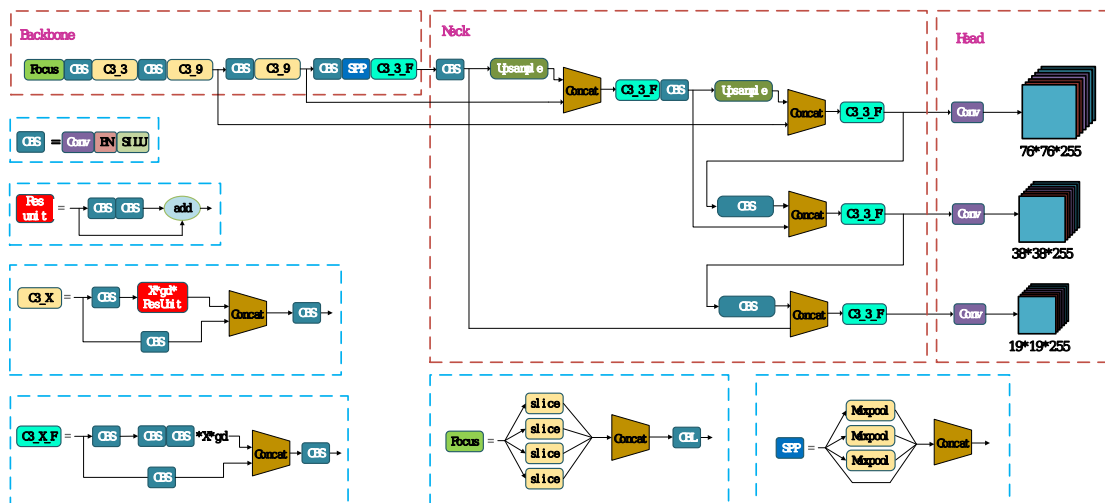 Backbone
Neck
Head
Focus CBS C3_3 CBS C3_9 CBS C3_9 CBS SPP C3_3_F CBS Upsample
Concat
C3_3_F CBS Upsample
Concat
C3_3_F
Conv
76*76*255
CBS = Conv BN SILU
Res
unit = CBS CBS add
CBS
Concat
C3_3_F
Conv
38*38*255
C3_X = CBS X*gd*
ResUnit
Concat
CBS
CBS
CBS
Concat
C3_3_F
Conv
19*19*255
C3_X_F = CBS CBS CBS *X*gd
Concat
CBS
CBS
Focus =
slice
slice
slice
slice
Concat
CBL
SPP =
Maxpool
Maxpool
Maxpool
Concat